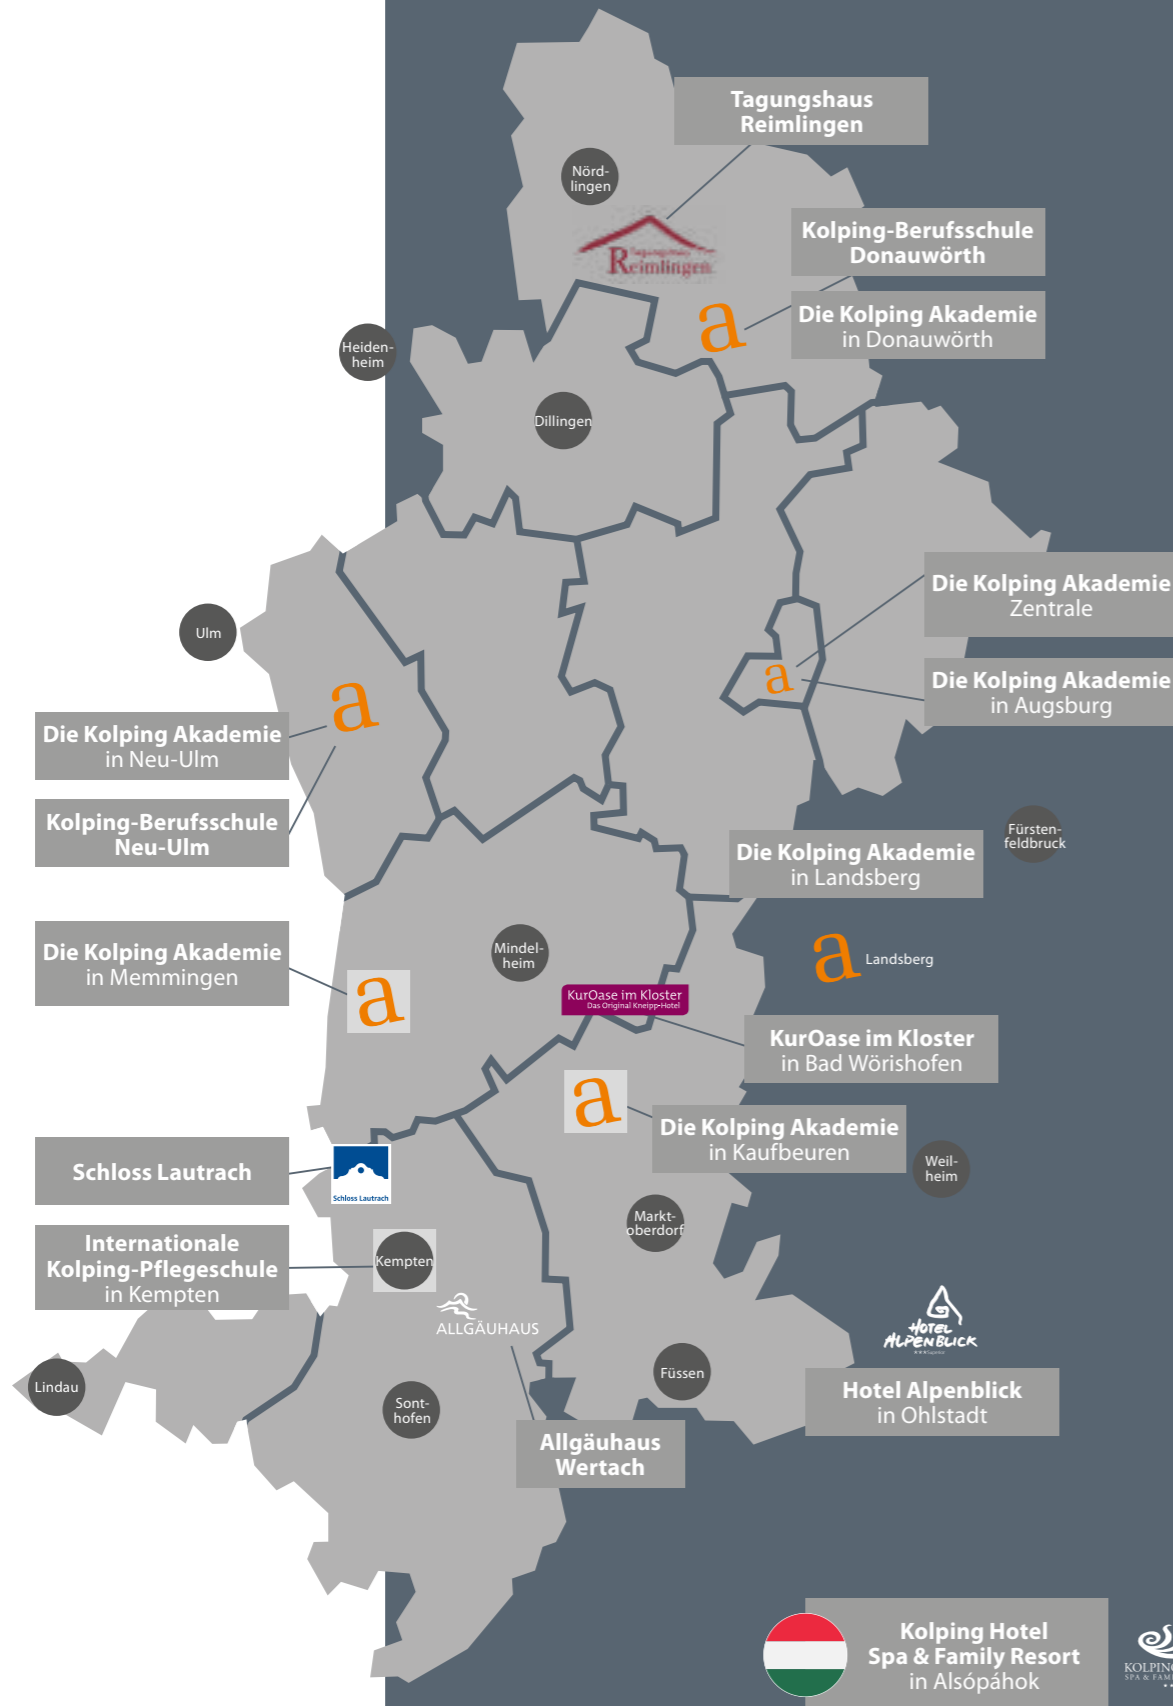 Tagungshaus
Reimlingen
Nörd-
lingen
Tagungshaus
Reimlingen
Kolping-Berufsschule
Donauwörth
a
Die Kolping Akademie
in Donauwörth
Heiden-
heim
Dillingen
Die Kolping Akademie
Zentrale
Ulm
a
Die Kolping Akademie
in Augsburg
a
Die Kolping Akademie
in Neu-Ulm
Kolping-Berufsschule
Neu-Ulm
Fürsten-
feldbruck
Die Kolping Akademie
in Landsberg
Die Kolping Akademie
in Memmingen
Mindel-
heim
a
Landsberg
a
KurOase im Kloster
Das Original Kneipp-Hotel
KurOase im Kloster
in Bad Wörishofen
a
Die Kolping Akademie
in Kaufbeuren
Schloss Lautrach
Schloss Lautrach
Weil-
heim
Markt-
oberdorf
Internationale
Kolping-Pflegeschule
in Kempten
Kempten
ALLGÄUHAUS
HOTEL
ALPENBLICK
Lindau
Sont-
hofen
Füssen
Hotel Alpenblick
in Ohlstadt
Allgäuhaus
Wertach
Kolping Hotel
Spa & Family Resort
in Alsópáhok
KOLPING
SPA & FAM